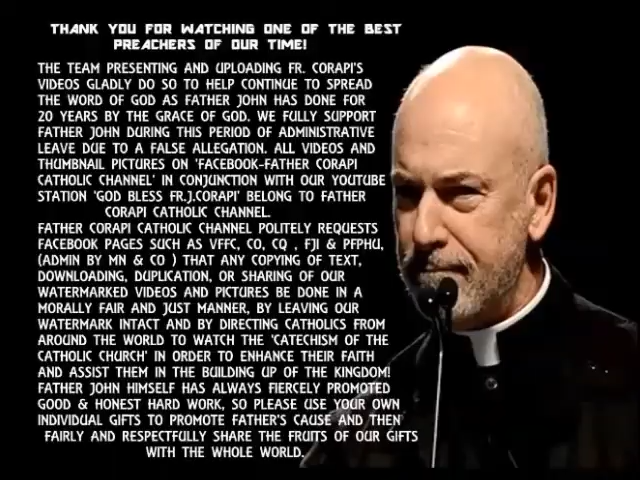 THANK YOU FOR WATCHING ONE OF THE BEST
PREACHERS OF OUR TIME!
THE TEAM PRESENTING AND UPLOADING FR. CORAPI'S
VIDEOS GLADLY DO SO TO HELP CONTINUE TO SPREAD
THE WORD OF GOD AS FATHER JOHN HAS DONE FOR
20 YEARS BY THE GRACE OF GOD. WE FULLY SUPPORT
FATHER JOHN DURING THIS PERIOD OF ADMINISTRATIVE
LEAVE DUE TO A FALSE ALLEGATION. ALL VIDEOS AND
THUMBNAIL PICTURES ON 'FACEBOOK-FATHER CORAPI
CATHOLIC CHANNEL' IN CONJUNCTION WITH OUR YOUTUBE
STATION 'GOD BLESS FR.J.CORAPI' BELONG TO FATHER
CORAPI CATHOLIC CHANNEL.
FATHER CORAPI CATHOLIC CHANNEL POLITELY REQUESTS
FACEBOOK PAGES SUCH AS VFFC, CO, CQ , FJI & PFPHU,
(ADMIN BY MN & CO ) THAT ANY COPYING OF TEXT,
DOWNLOADING, DUPLICATION, OR SHARING OF OUR
WATERMARKED VIDEOS AND PICTURES BE DONE IN A
MORALLY FAIR AND JUST MANNER, BY LEAVING OUR
WATERMARK INTACT AND BY DIRECTING CATHOLICS FROM
AROUND THE WORLD TO WATCH THE 'CATECHISM OF THE
CATHOLIC CHURCH' IN ORDER TO ENHANCE THEIR FAITH
AND ASSIST THEM IN THE BUILDING UP OF THE KINGDOM!
FATHER JOHN HIMSELF HAS ALWAYS FIERCELY PROMOTED
GOOD & HONEST HARD WORK, SO PLEASE USE YOUR OWN
INDIVIDUAL GIFTS TO PROMOTE FATHER'S CAUSE AND THEN
FAIRLY AND RESPECTFULLY SHARE THE FRUITS OF OUR GIFTS
WITH THE WHOLE WORLD.